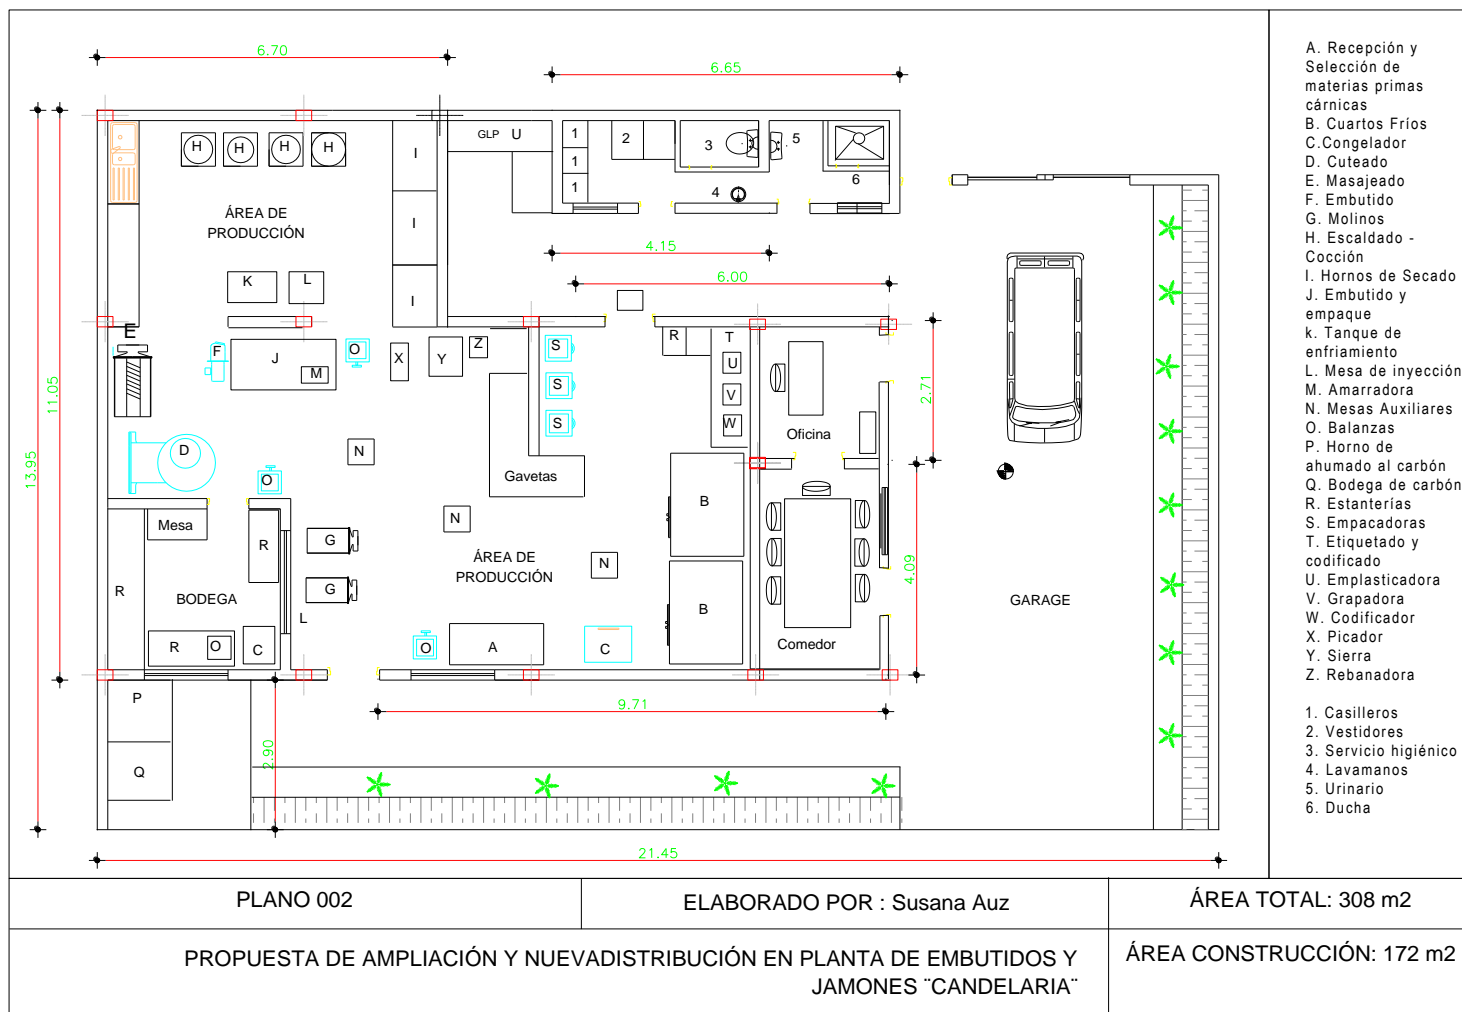 6.70
6.65
GLP U
1
1
1
2
3
4
5
6
H
H
H
H
I
I
I
ÁREA DE
PRODUCCIÓN
K
L
4.15
6.00
E
F
J
M
O
X
Y
Z
S
S
S
R
T
U
V
W
Oficina
2.71
11.05
13.95
D
O
N
Gavetas
N
N
B
B
Mesa
R
R
BODEGA
R
O
C
G
G
L
ÁREA DE
PRODUCCIÓN
O
A
C
Comedor
4.09
GARAGE
P
Q
2.90
9.71
21.45
A. Recepción y
Selección de
materias primas
cárnicas
B. Cuartos Fríos
C.Congelador
D. Cuteado
E. Masajeado
F. Embutido
G. Molinos
H. Escaldado -
Cocción
I. Hornos de Secado
J. Embutido y
empaque
k. Tanque de
enfriamiento
L. Mesa de inyección
M. Amarradora
N. Mesas Auxiliares
O. Balanzas
P. Horno de
ahumado al carbón
Q. Bodega de carbón
R. Estanterías
S. Empacadoras
T. Etiquetado y
codificado
U. Emplasticadora
V. Grapadora
W. Codificador
X. Picador
Y. Sierra
Z. Rebanadora
1. Casilleros
2. Vestidores
3. Servicio higiénico
4. Lavamanos
5. Urinario
6. Ducha
PLANO 002
ELABORADO POR : Susana Auz
ÁREA TOTAL: 308 m2
PROPUESTA DE AMPLIACIÓN Y NUEVADISTRIBUCIÓN EN PLANTA DE EMBUTIDOS Y
JAMONES ¨CANDELARIA¨
ÁREA CONSTRUCCIÓN: 172 m2